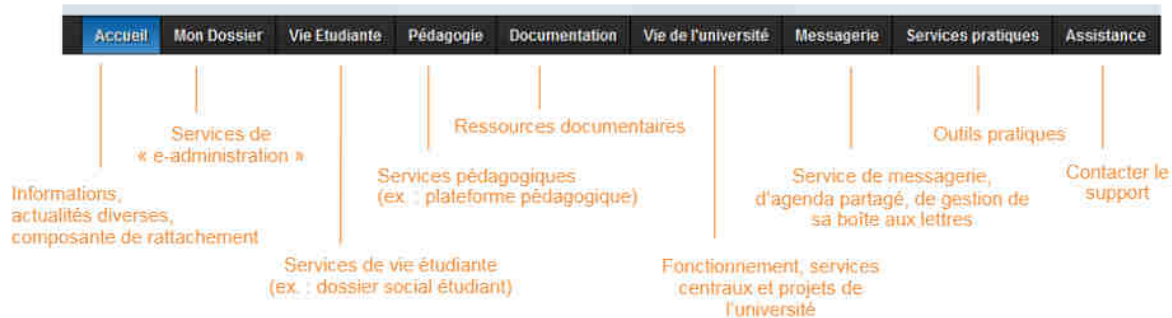 Accueil Mon Dossier Vie Etudiante Pédagogie Documentation Vie de l'université Messagerie Services pratiques Assistance
Ressources documentaires
Services de
« e-administration »
Outils pratiques
Services pédagogiques
(ex. : plateforme pédagogique)
Service de messagerie,
d'agenda partagé, de gestion de
sa boîte aux lettres
Contacter le
support
Informations,
actualités diverses,
composante de rattachement
Services de vie étudiante
(ex. : dossier social étudiant)
Fonctionnement, services
centraux et projets de
l'université